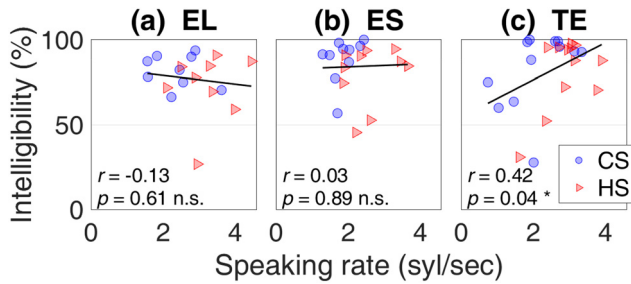 (a) EL
(b) ES
(c) TE
Intelligibility (%)
100
50
0
r = -0.13
p = 0.61 n.s.
r = 0.03
p = 0.89 n.s.
r = 0.42
p = 0.04 *
CS
HS
0 2 4
0 2 4
0 2 4
Speaking rate (syl/sec)